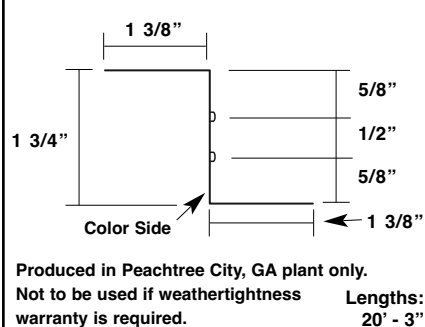 1 3/8”
5/8”
1 3/4”
1/2”
5/8”
Color Side
1 3/8”
Produced in Peachtree City, GA plant only.
Not to be used if weathertightness
warranty is required.
Lengths:
20’ - 3”